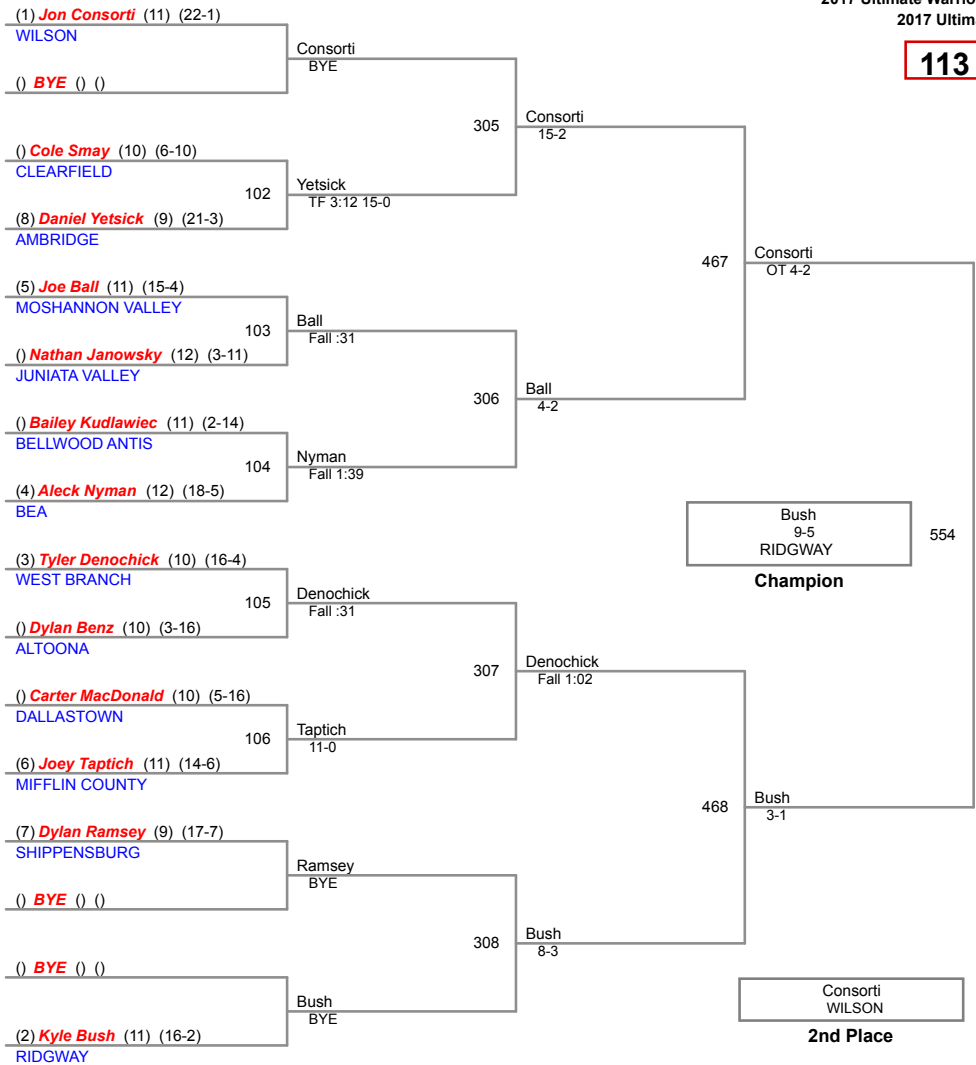 2017 Ultimate Warrio
2017 Ultim
113
(1) Jon Consorti (11) (22-1)
WILSON
Consorti
BYE
() BYE () ()
305
Consorti
15-2
() Cole Smay (10) (6-10)
CLEARFIELD
102
Yetsick
TF 3:12 15-0
(8) Daniel Yetsick (9) (21-3)
AMBRIDGE
467
Consorti
OT 4-2
(5) Joe Ball (11) (15-4)
MOSHANNON VALLEY
103
Ball
Fall :31
() Nathan Janowsky (12) (3-11)
JUNIATA VALLEY
306
Ball
4-2
() Bailey Kudlawiec (11) (2-14)
BELLWOOD ANTIS
104
Nyman
Fall 1:39
(4) Aleck Nyman (12) (18-5)
BEA
Bush
9-5
RIDGWAY
554
Champion
(3) Tyler Denochick (10) (16-4)
WEST BRANCH
105
Denochick
Fall :31
() Dylan Benz (10) (3-16)
ALTOONA
307
Denochick
Fall 1:02
() Carter MacDonald (10) (5-16)
DALLASTOWN
106
Taptich
11-0
(6) Joey Taptich (11) (14-6)
MIFFLIN COUNTY
468
Bush
3-1
(7) Dylan Ramsey (9) (17-7)
SHIPPENSBURG
Ramsey
BYE
() BYE () ()
308
Bush
8-3
() BYE () ()
Bush
BYE
(2) Kyle Bush (11) (16-2)
RIDGWAY
Consorti
WILSON
2nd Place